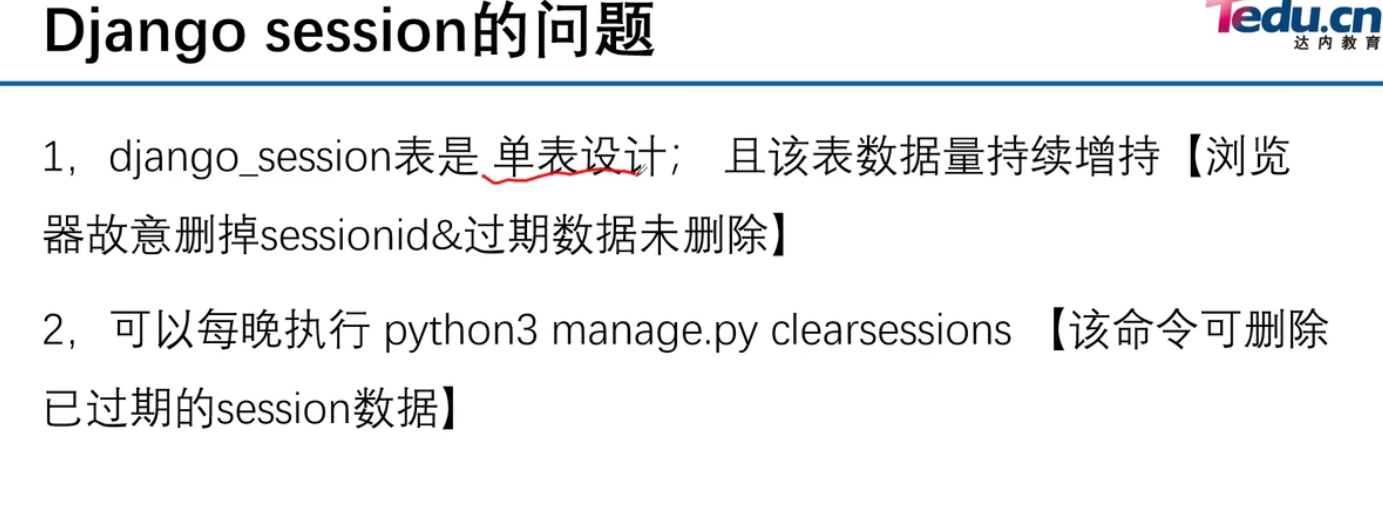 Django session的问题
Tedu.cn
达内教育
1，django_session表是 单表设计； 且该表数据量持续增持【浏览
器故意删掉sessionid&过期数据未删除】
2，可以每晚执行 python3 manage.py clearsessions 【该命令可删除
已过期的session数据】